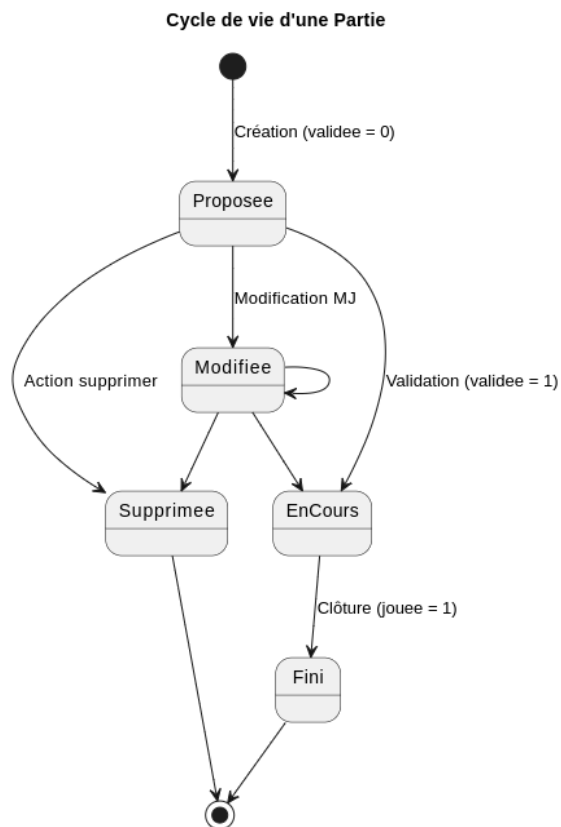 Cycle de vie d'une Partie
Création (validee = 0)
Proposee
Modification MJ
Modifiee
Action supprimer
Validation (validee = 1)
Supprimee
EnCours
Clôture (jouee = 1)
Fini